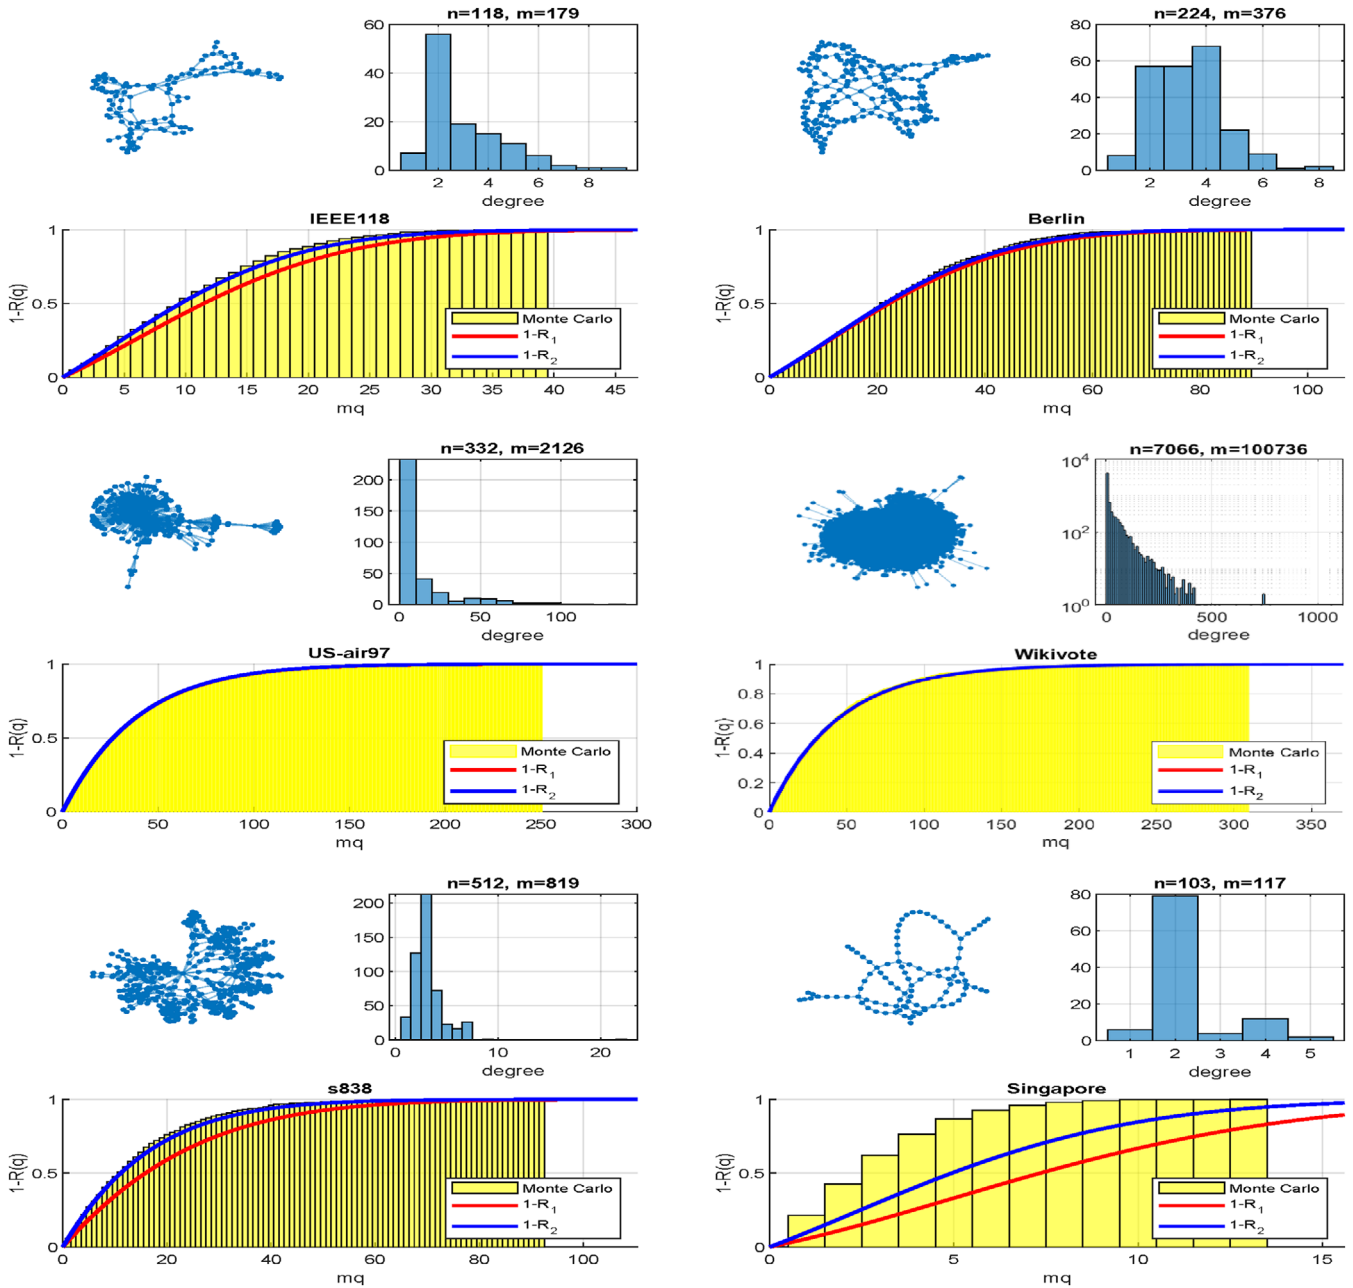 n=118, m=179
60
40
20
0
2 4 6 8
degree
IEEE118
1
0.5
0
1-R(q)
Monte Carlo
1-R1
1-R2
0 5 10 15 20 25 30 35 40 45
mq
n=224, m=376
80
60
40
20
0
2 4 6 8
degree
Berlin
1
0.5
0
1-R(q)
Monte Carlo
1-R1
1-R2
0 20 40 60 80 100
mq
n=332, m=2126
200
150
100
50
0
0 50 100
degree
US-air97
1
0.5
0
1-R(q)
Monte Carlo
1-R1
1-R2
0 50 100 150 200 250 300
mq
n=7066, m=100736
10^4
10^2
10^0
0 500 1000
degree
Wikivote
1
0.8
0.6
0.4
0.2
0
1-R(q)
Monte Carlo
1-R1
1-R2
0 50 100 150 200 250 300 350
mq
n=512, m=819
200
150
100
50
0
0 10 20
degree
s838
1
0.5
0
1-R(q)
Monte Carlo
1-R1
1-R2
0 20 40 60 80 100
mq
n=103, m=117
80
60
40
20
0
1 2 3 4 5
degree
Singapore
1
0.5
0
1-R(q)
Monte Carlo
1-R1
1-R2
0 5 10 15
mq